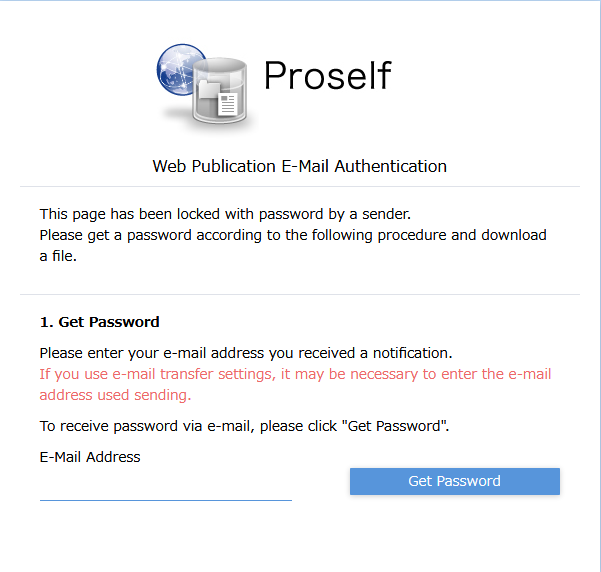 Proself
Web Publication E-Mail Authentication
This page has been locked with password by a sender.
Please get a password according to the following procedure and download
a file.
1. Get Password
Please enter your e-mail address you received a notification.
If you use e-mail transfer settings, it may be necessary to enter the e-mail
address used sending.
To receive password via e-mail, please click "Get Password".
E-Mail Address
Get Password